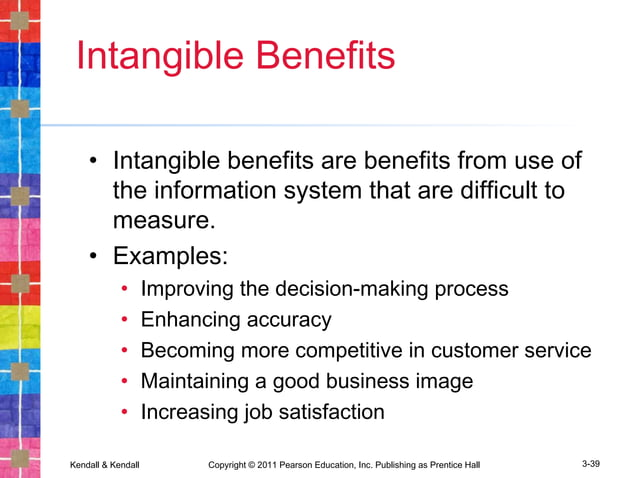 Intangible Benefits
• Intangible benefits are benefits from use of
the information system that are difficult to
measure.
• Examples:
• Improving the decision-making process
• Enhancing accuracy
• Becoming more competitive in customer service
• Maintaining a good business image
• Increasing job satisfaction
Kendall & Kendall Copyright © 2011 Pearson Education, Inc. Publishing as Prentice Hall 3-39